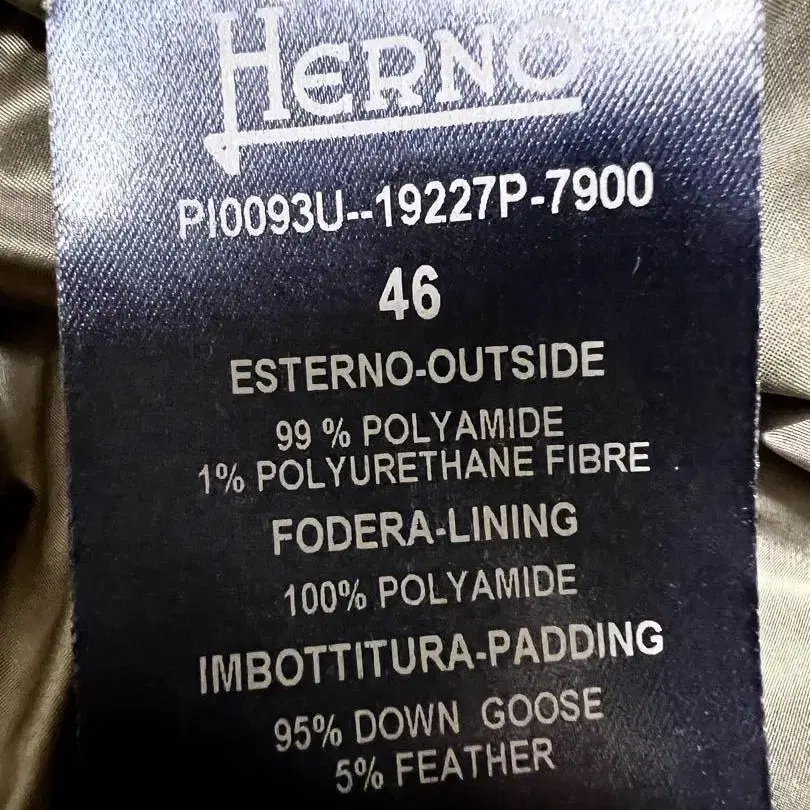 HERNO
PI0093U--19227P-7900
46
ESTERNO-OUTSIDE
99 % POLYAMIDE
1% POLYURETHANE FIBRE
FODERA-LINING
100% POLYAMIDE
IMBOTTITURA-PADDING
95% DOWN GOOSE
5% FEATHER